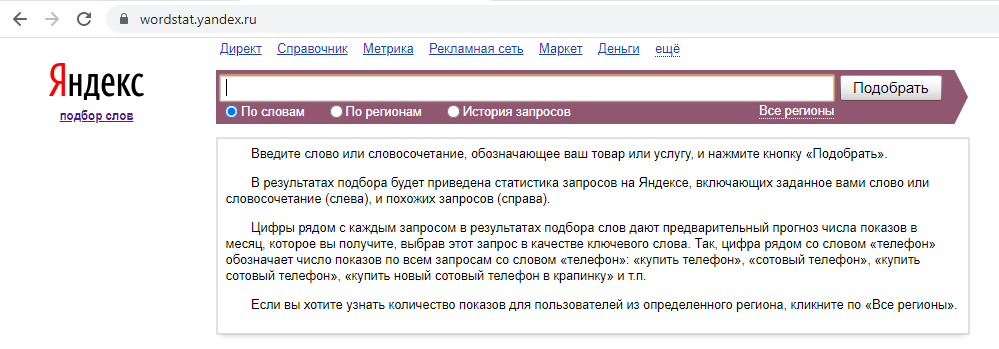 wordstat.yandex.ru
Директ Справочник Метрика Рекламная сеть Маркет Деньги ещё
Яндекс
подбор слов
Подобрать
По словам По регионам История запросов Все регионы
Введите слово или словосочетание, обозначающее ваш товар или услугу, и нажмите кнопку «Подобрать».
В результатах подбора будет приведена статистика запросов на Яндексе, включающих заданное вами слово или
словосочетание (слева), и похожих запросов (справа).
Цифры рядом с каждым запросом в результатах подбора слов дают предварительный прогноз числа показов в
месяц, которое вы получите, выбрав этот запрос в качестве ключевого слова. Так, цифра рядом со словом «телефон»
обозначает число показов по всем запросам со словом «телефон»: «купить телефон», «сотовый телефон», «купить
сотовый телефон», «купить новый сотовый телефон в крапинку» и т.п.
Если вы хотите узнать количество показов для пользователей из определенного региона, кликните по «Все регионы».